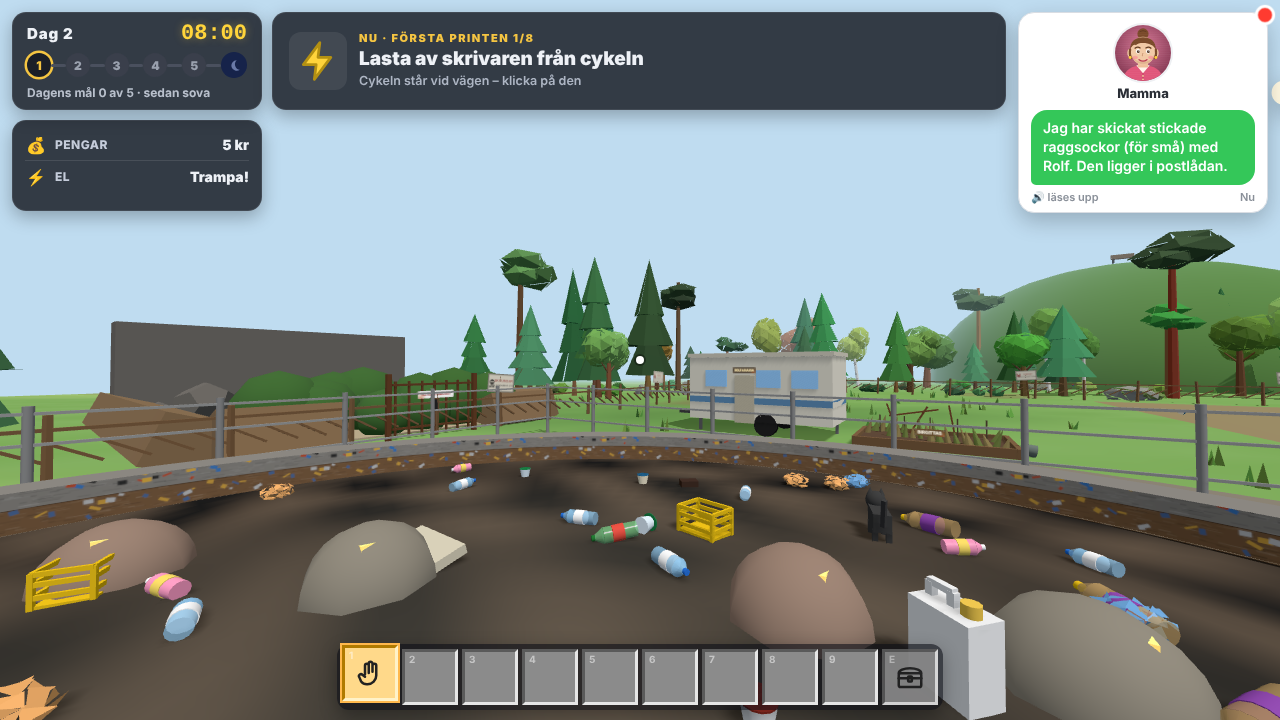 Dag 2
08:00
1 2 3 4 5
Dagens mål 0 av 5 · sedan sova
PENGAR 5 kr
EL Trampa!
NU · FÖRSTA PRINTEN 1/8
Lasta av skrivaren från cykeln
Cykeln står vid vägen – klicka på den
Mamma
Jag har skickat stickade
raggsockor (för små) med
Rolf. Den ligger i postlådan.
läses upp Nu
1 2 3 4 5 6 7 8 9 E